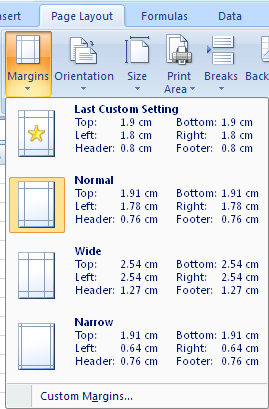 nsert Page Layout Formulas Data
Margins Orientation Size Print Area Breaks Back
Last Custom Setting
Top: 1.9 cm Bottom: 1.9 cm
Left: 1.8 cm Right: 1.8 cm
Header: 0.8 cm Footer: 0.8 cm
Normal
Top: 1.91 cm Bottom: 1.91 cm
Left: 1.78 cm Right: 1.78 cm
Header: 0.76 cm Footer: 0.76 cm
Wide
Top: 2.54 cm Bottom: 2.54 cm
Left: 2.54 cm Right: 2.54 cm
Header: 1.27 cm Footer: 1.27 cm
Narrow
Top: 1.91 cm Bottom: 1.91 cm
Left: 0.64 cm Right: 0.64 cm
Header: 0.76 cm Footer: 0.76 cm
Custom Margins...